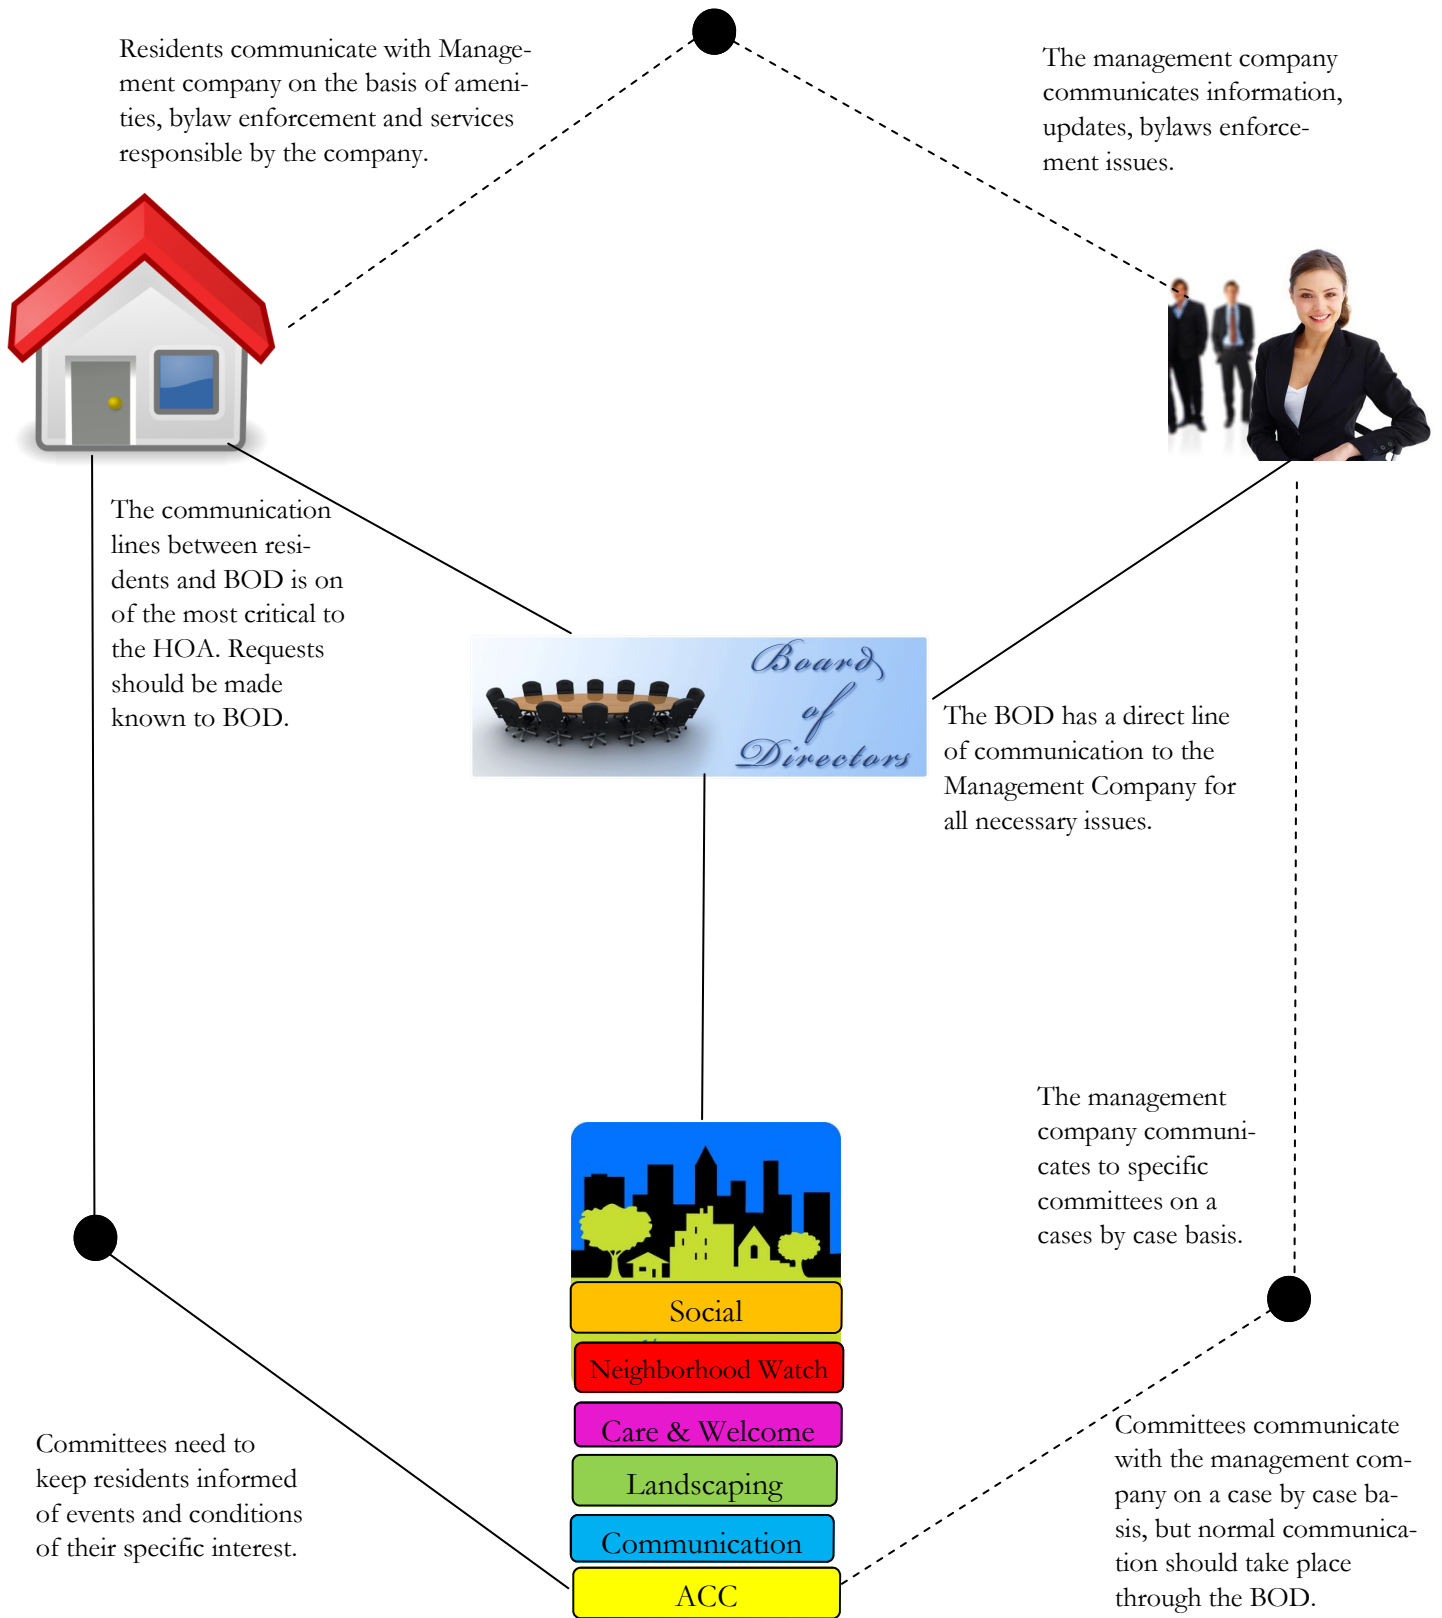 Residents communicate with Manage-
ment company on the basis of ameni-
ties, bylaw enforcement and services
responsible by the company.
The management company
communicates information,
updates, bylaws enforce-
ment issues.
The communication
lines between resi-
dents and BOD is on
of the most critical to
the HOA. Requests
should be made
known to BOD.
Board
of
Directors
The BOD has a direct line
of communication to the
Management Company for
all necessary issues.
The management
company communi-
cates to specific
committees on a
cases by case basis.
Social
Neighborhood Watch
Care & Welcome
Landscaping
Communication
ACC
Committees need to
keep residents informed
of events and conditions
of their specific interest.
Committees communicate
with the management com-
pany on a case by case ba-
sis, but normal communica-
tion should take place
through the BOD.